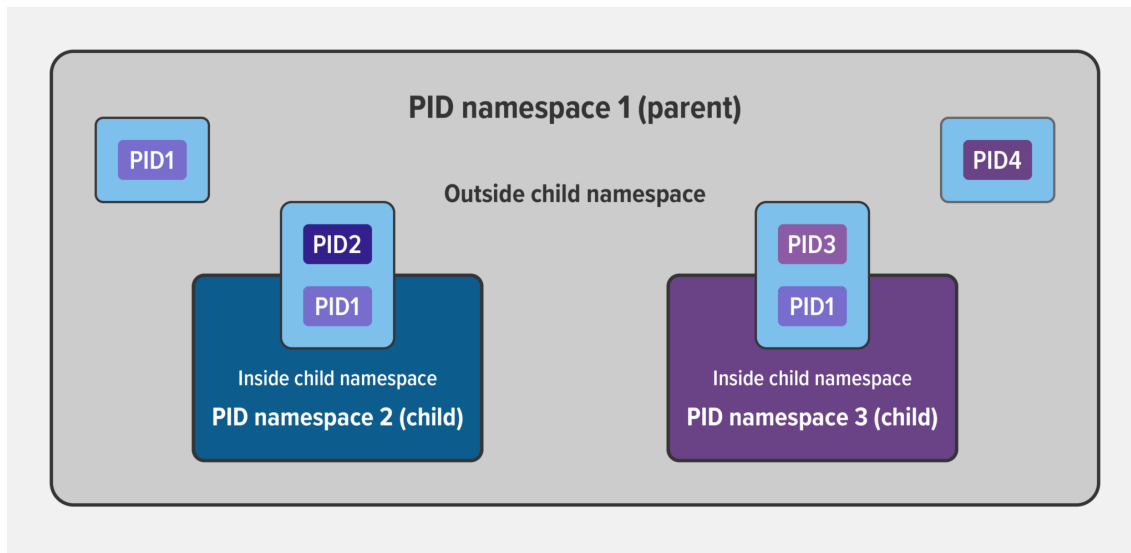 PID namespace 1 (parent)
PID1
PID4
Outside child namespace
PID2
PID1
Inside child namespace
PID namespace 2 (child)
PID3
PID1
Inside child namespace
PID namespace 3 (child)